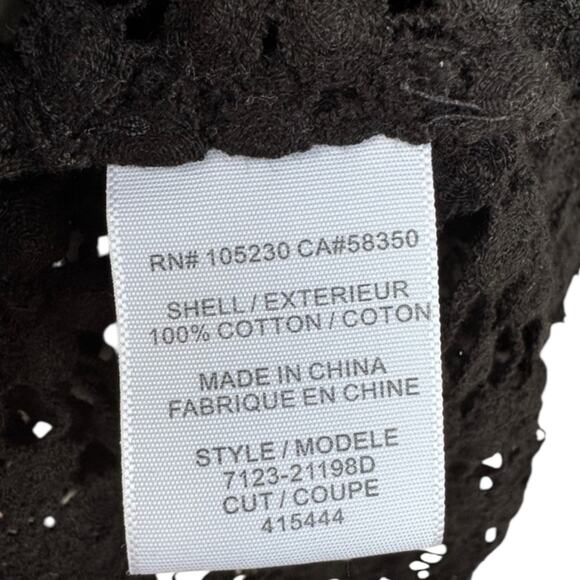 RN# 105230 CA#58350
SHELL / EXTERIEUR
100% COTTON / COTON
MADE IN CHINA
FABRIQUE EN CHINE
STYLE / MODELE
7123-21198D
CUT / COUPE
415444